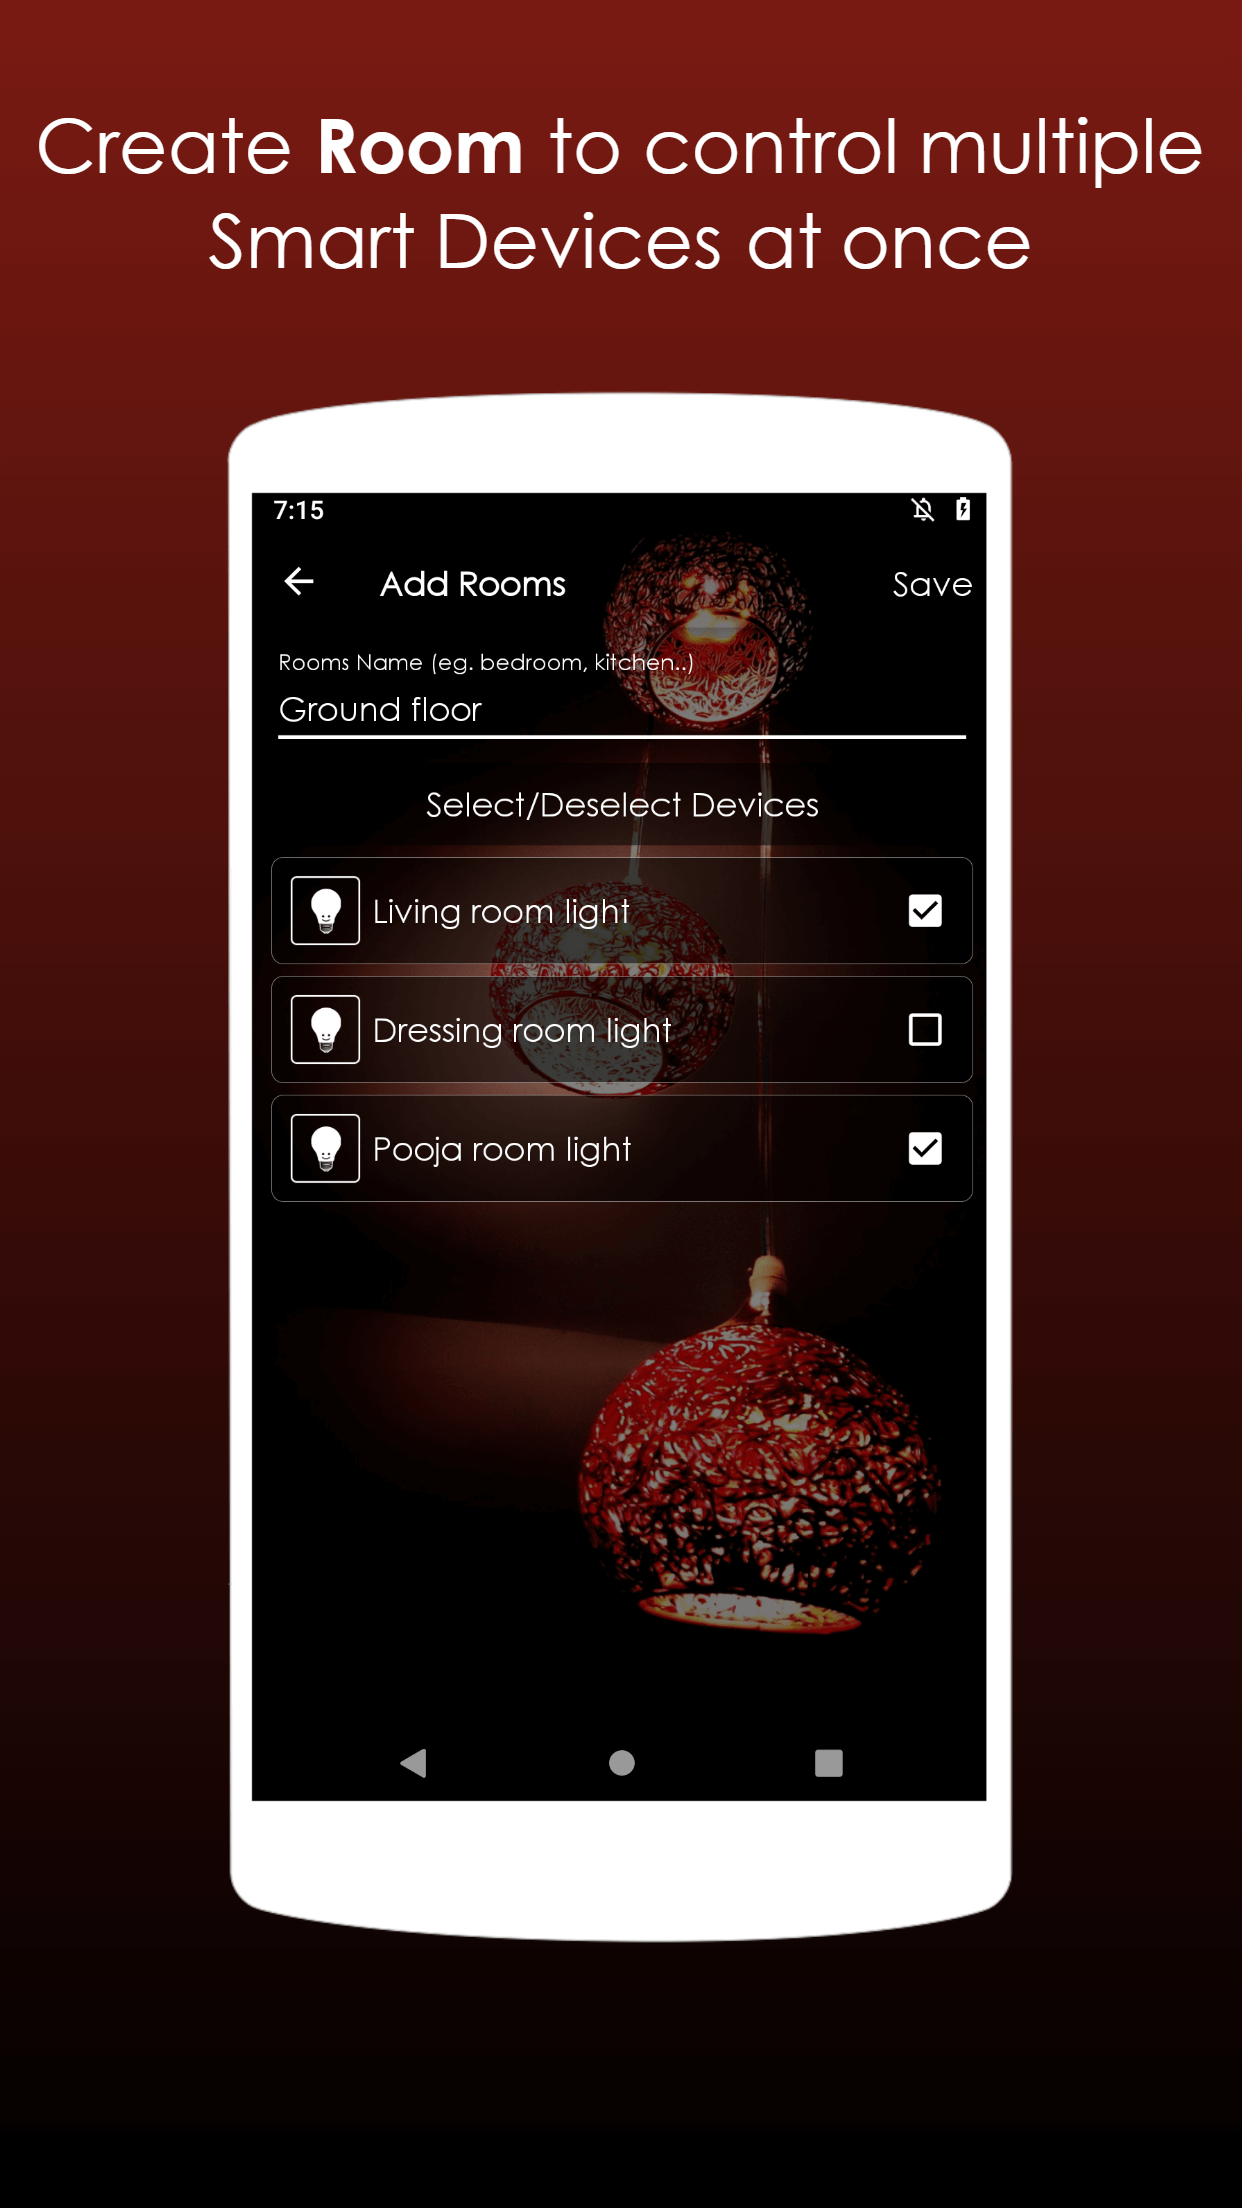 Create Room to control multiple
Smart Devices at once
7:15
Add Rooms
Save
Rooms Name (eg. bedroom, kitchen..)
Ground floor
Select/Deselect Devices
Living room light
Dressing room light
Pooja room light